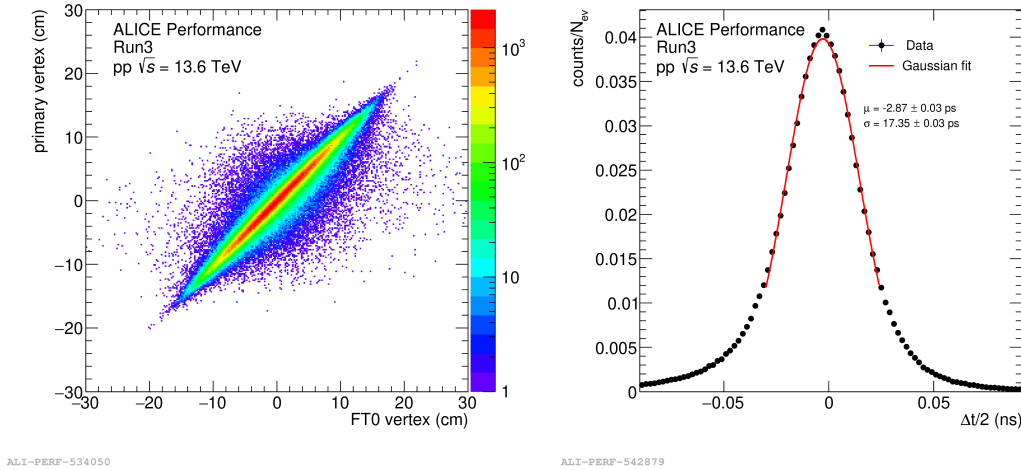 ALICE Performance
Run3
pp √s = 13.6 TeV
primary vertex (cm)
30
20
10
0
−10
−20
−30
−30
−20
−10
0
10
20
30
FT0 vertex (cm)
10³
10²
10
1
ALI-PERF-534050
ALICE Performance
Run3
pp √s = 13.6 TeV
Data
Gaussian fit
μ = -2.87 ± 0.03 ps
σ = 17.35 ± 0.03 ps
counts/N_ev
0.04
0.035
0.03
0.025
0.02
0.015
0.01
0.005
0
−0.05
0
0.05
Δt/2 (ns)
ALI-PERF-542879